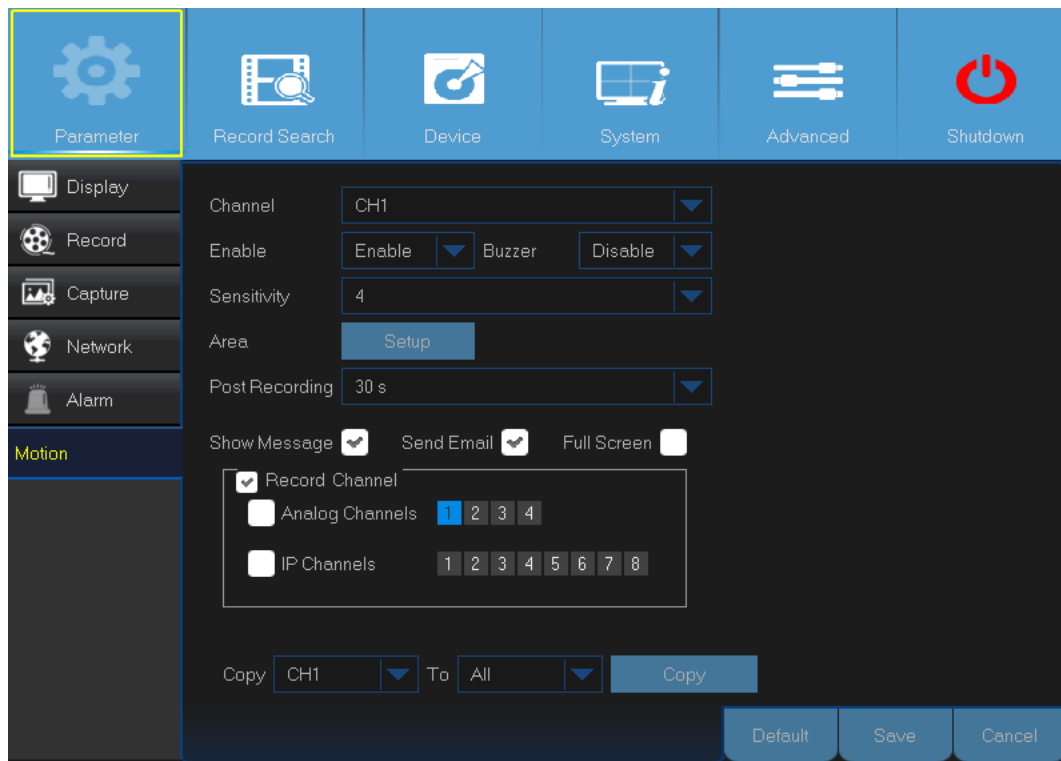 Parameter Record Search Device System Advanced Shutdown
Display
Record
Capture
Network
Alarm
Motion
Channel CH1
Enable Enable Buzzer Disable
Sensitivity 4
Area Setup
Post Recording 30 s
Show Message Send Email Full Screen
Record Channel
Analog Channels 1 2 3 4
IP Channels 1 2 3 4 5 6 7 8
Copy CH1 To All Copy
Default Save Cancel